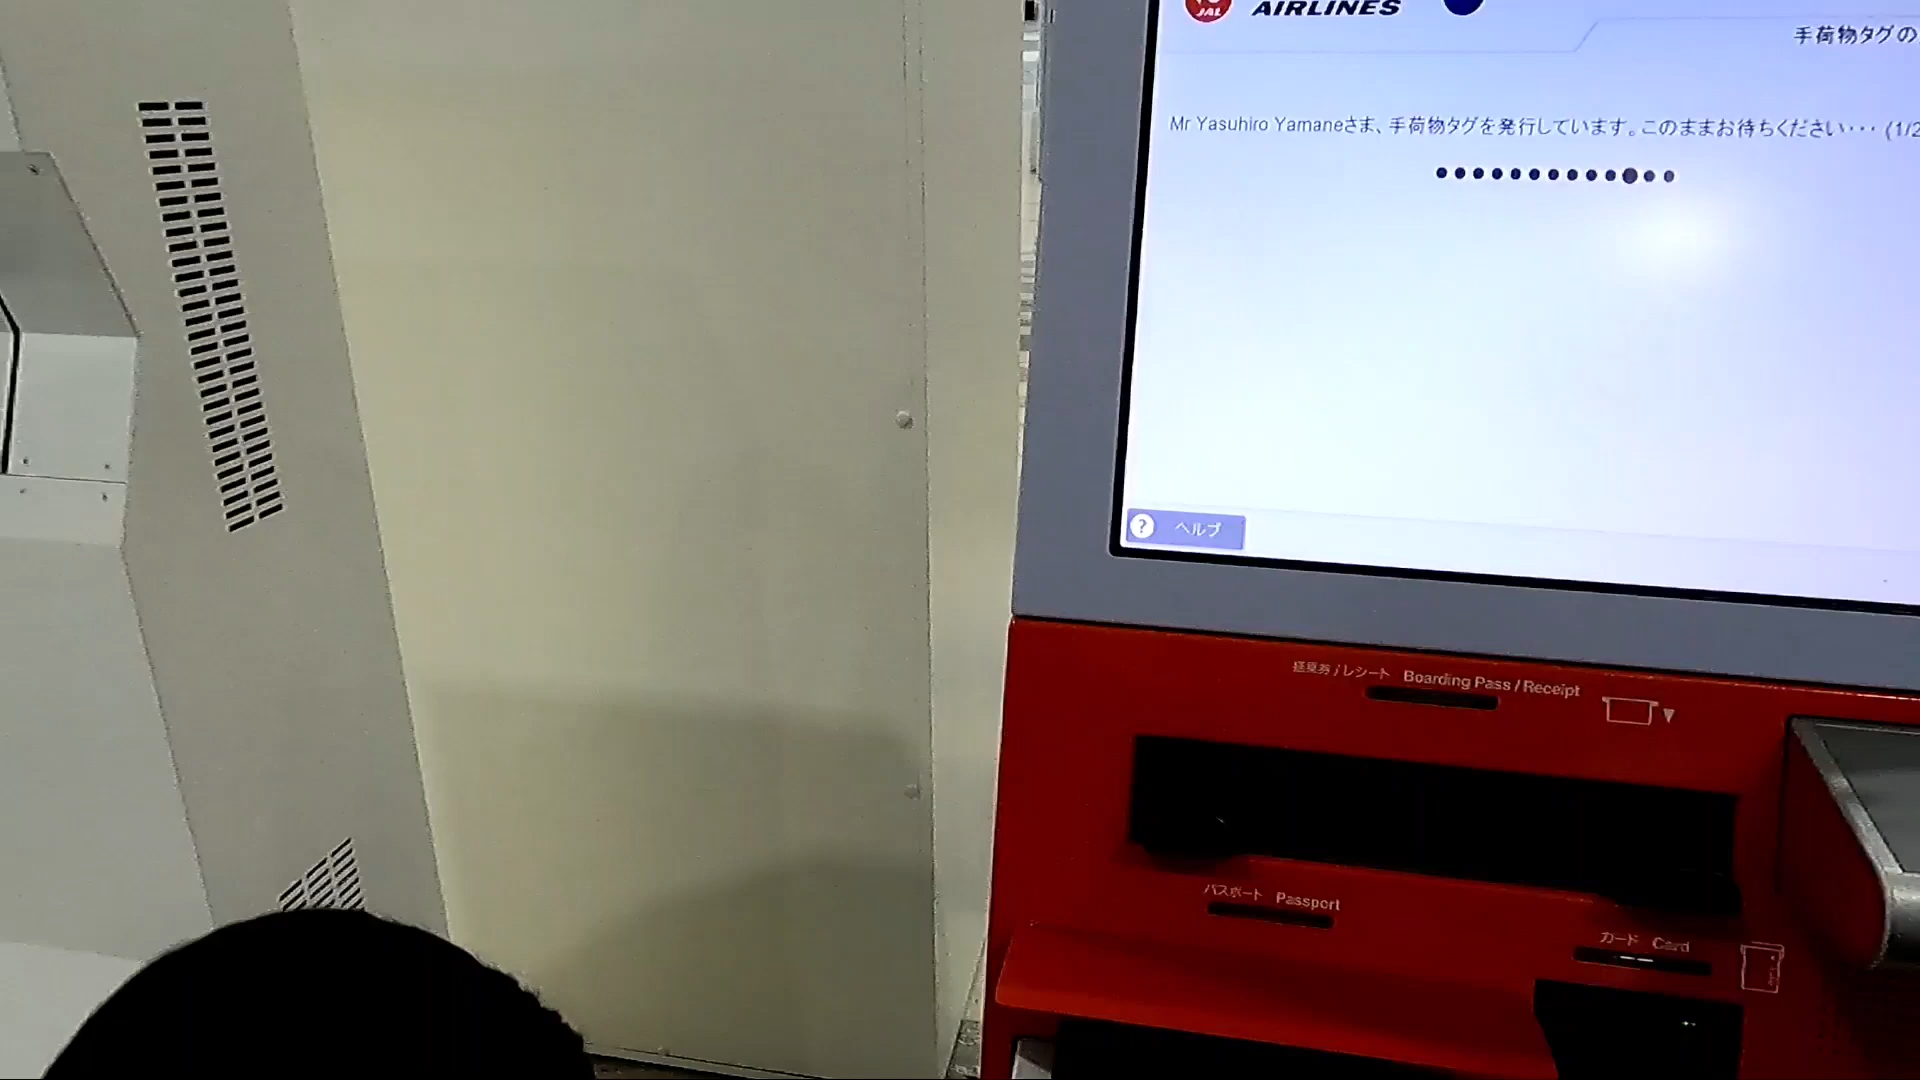 JAL
AIRLINES
手荷物タグの
Mr Yasuhiro Yamaneさま、手荷物タグを発行しています。このままお待ちください・・・ (1/2
? ヘルプ
搭乗券 / レシート Boarding Pass / Receipt
パスポート Passport
カード Card